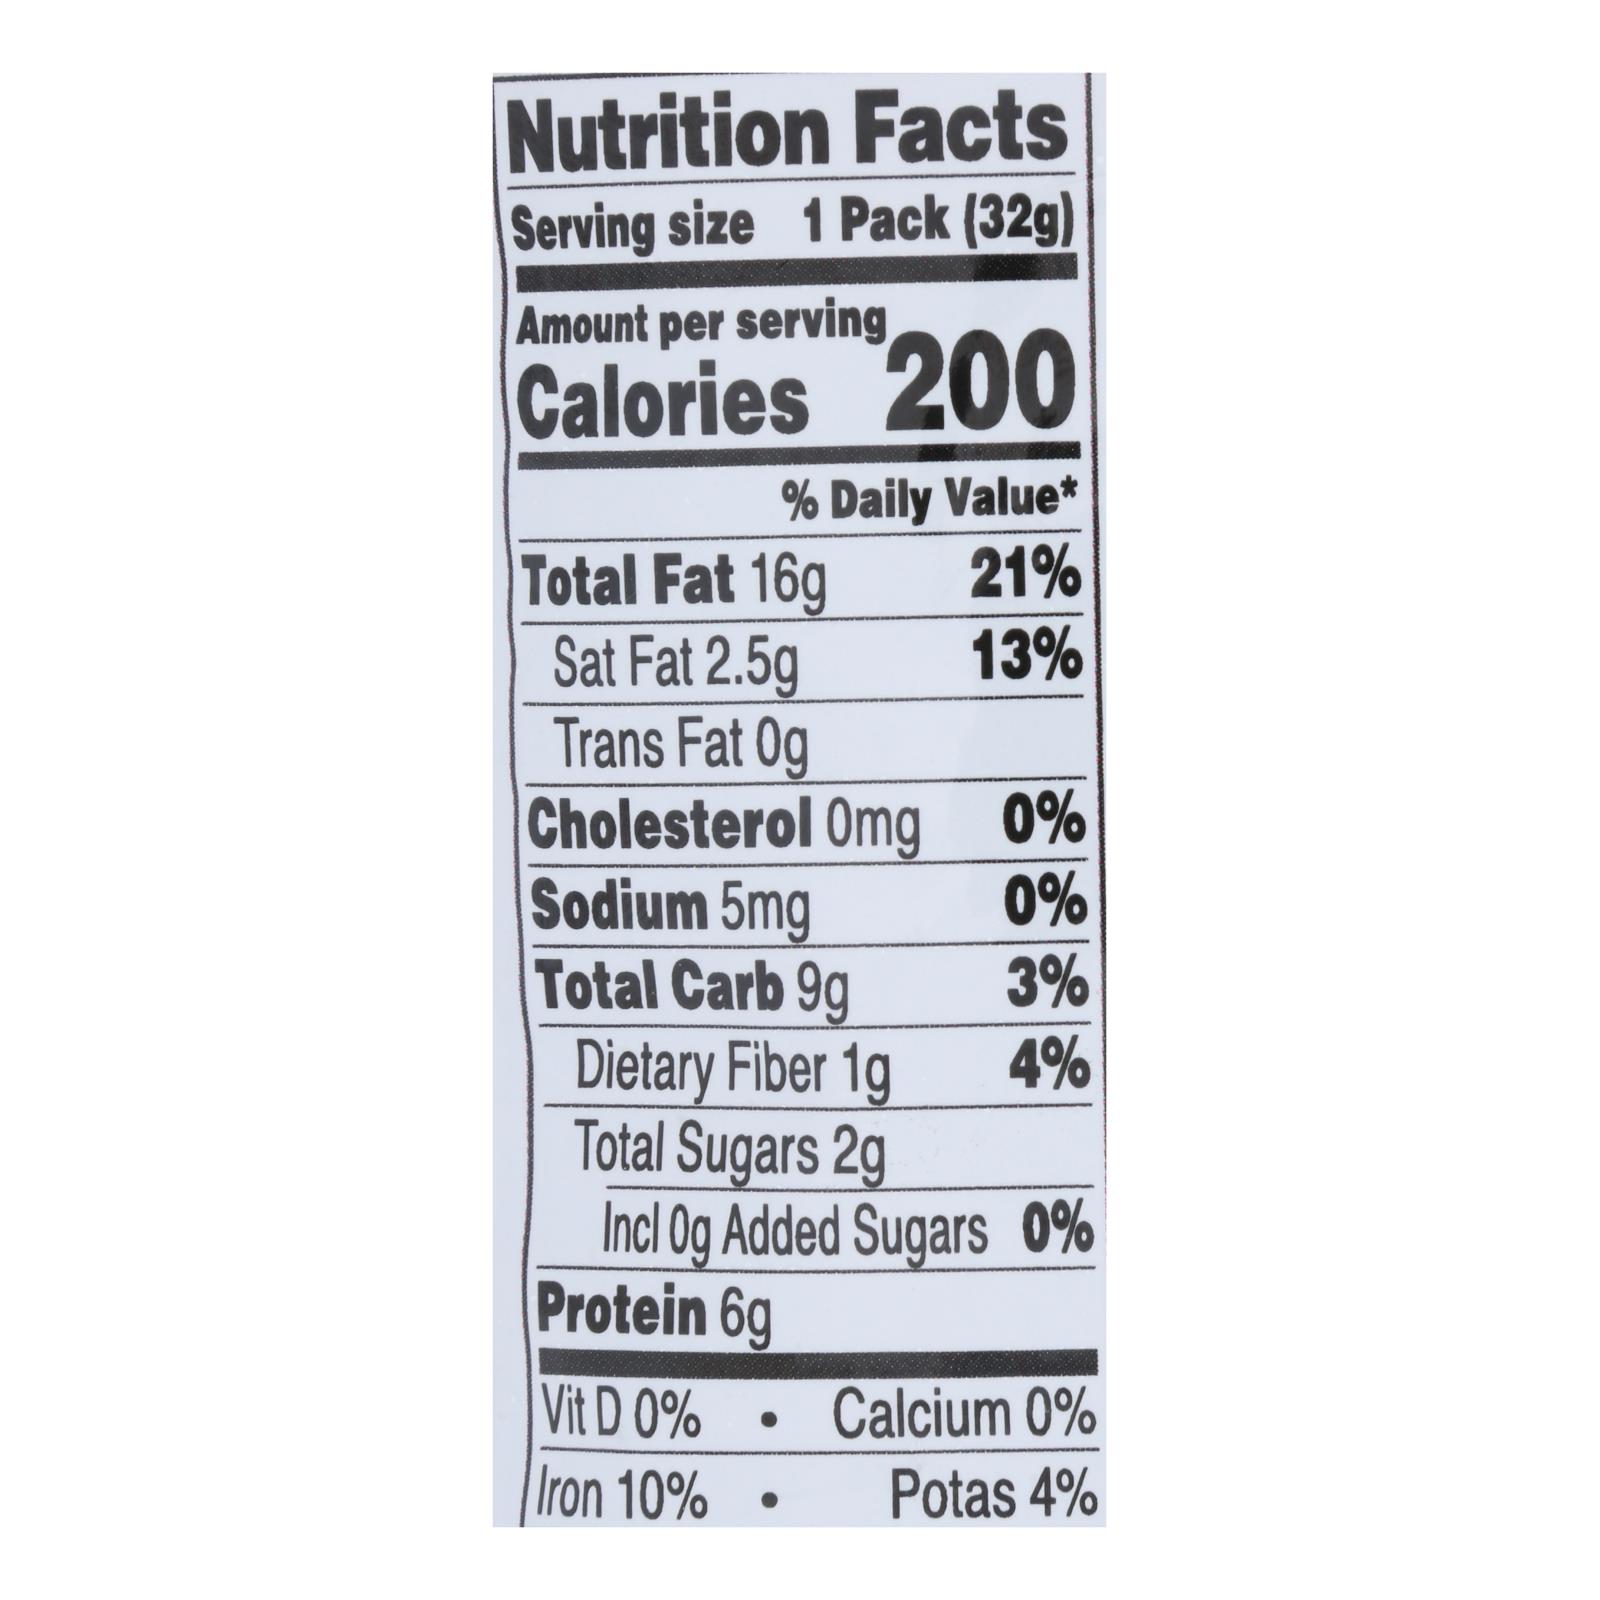 Nutrition Facts
Serving size 1 Pack (32g)
Amount per serving
Calories 200
% Daily Value*
Total Fat 16g 21%
Sat Fat 2.5g 13%
Trans Fat 0g
Cholesterol 0mg 0%
Sodium 5mg 0%
Total Carb 9g 3%
Dietary Fiber 1g 4%
Total Sugars 2g
Incl 0g Added Sugars 0%
Protein 6g
Vit D 0% • Calcium 0%
Iron 10% • Potas 4%